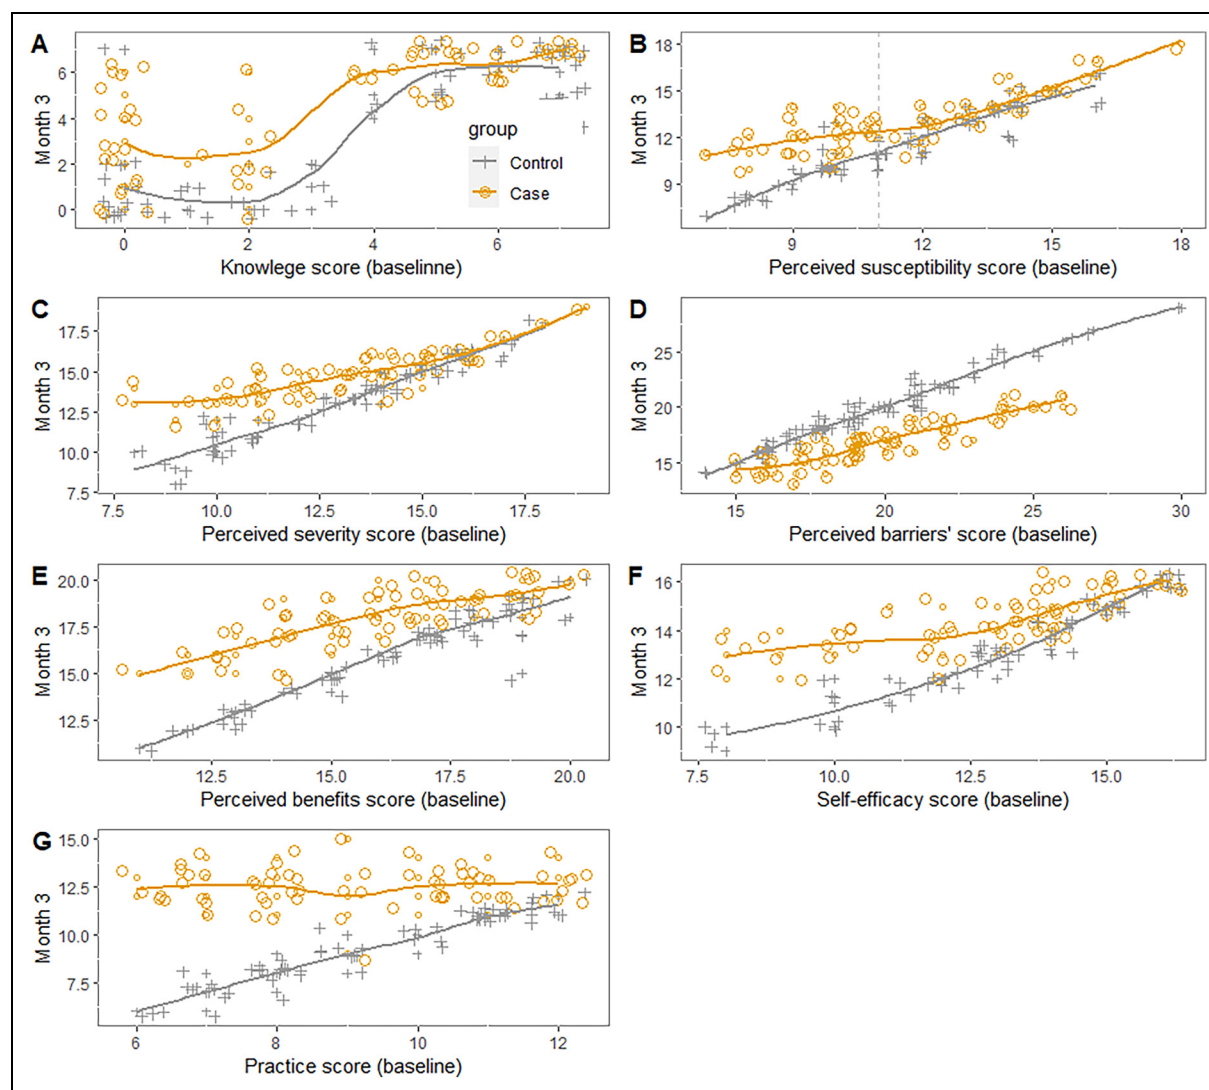 A
Month 3
6
4
2
0
0
2
4
6
Knowlege score (baselinne)
group
Control
Case
B
Month 3
18
15
12
9
9
12
15
18
Perceived susceptibility score (baseline)
C
Month 3
17.5
15.0
12.5
10.0
7.5
7.5
10.0
12.5
15.0
17.5
Perceived severity score (baseline)
D
Month 3
25
20
15
15
20
25
30
Perceived barriers' score (baseline)
E
Month 3
20.0
17.5
15.0
12.5
12.5
15.0
17.5
20.0
Perceived benefits score (baseline)
F
Month 3
16
14
12
10
7.5
10.0
12.5
15.0
Self-efficacy score (baseline)
G
Month 3
15.0
12.5
10.0
7.5
6
8
10
12
Practice score (baseline)